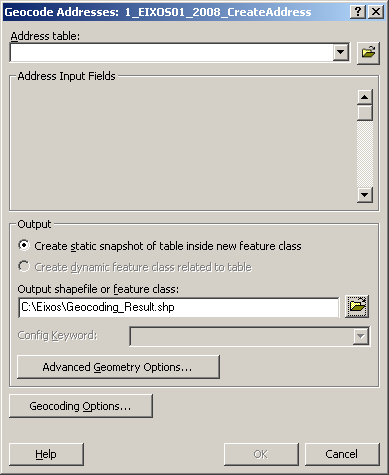 Geocode Addresses: 1_EIXOS01_2008_CreateAddress
Address table:
Address Input Fields
Output
Create static snapshot of table inside new feature class
Create dynamic feature class related to table
Output shapefile or feature class:
C:\Eixos\Geocoding_Result.shp
Config Keyword:
Advanced Geometry Options...
Geocoding Options...
Help OK Cancel